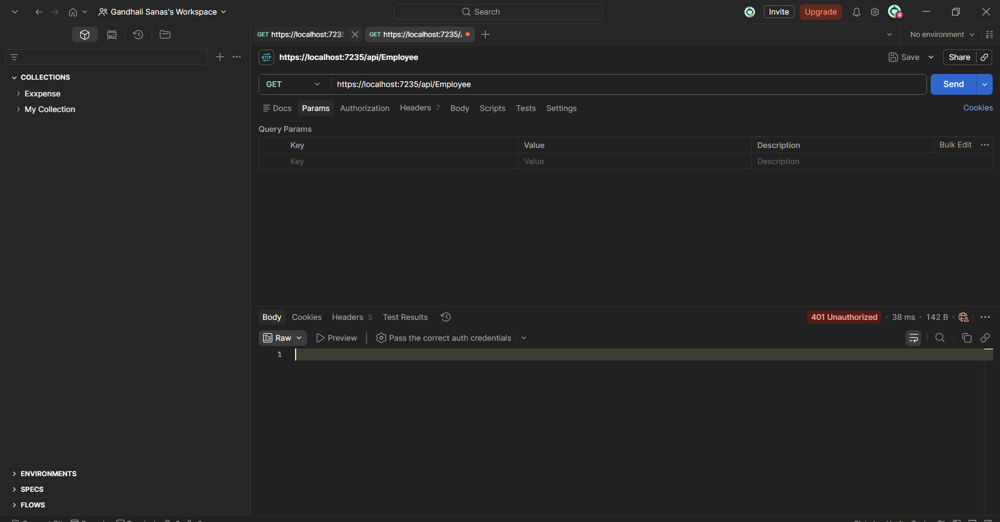 Gandhali Sanas's Workspace
Search
Invite
Upgrade
GET https://localhost:723
GET https://localhost:7235/
No environment
COLLECTIONS
Exxpense
My Collection
HTTP
https://localhost:7235/api/Employee
Save
Share
GET
https://localhost:7235/api/Employee
Send
Docs
Params
Authorization
Headers 7
Body
Scripts
Tests
Settings
Cookies
Query Params
Key
Value
Description
Bulk Edit
Key
Value
Description
Body
Cookies
Headers 5
Test Results
401 Unauthorized
38 ms
142 B
Raw
Preview
Pass the correct auth credentials
1
ENVIRONMENTS
SPECS
FLOWS